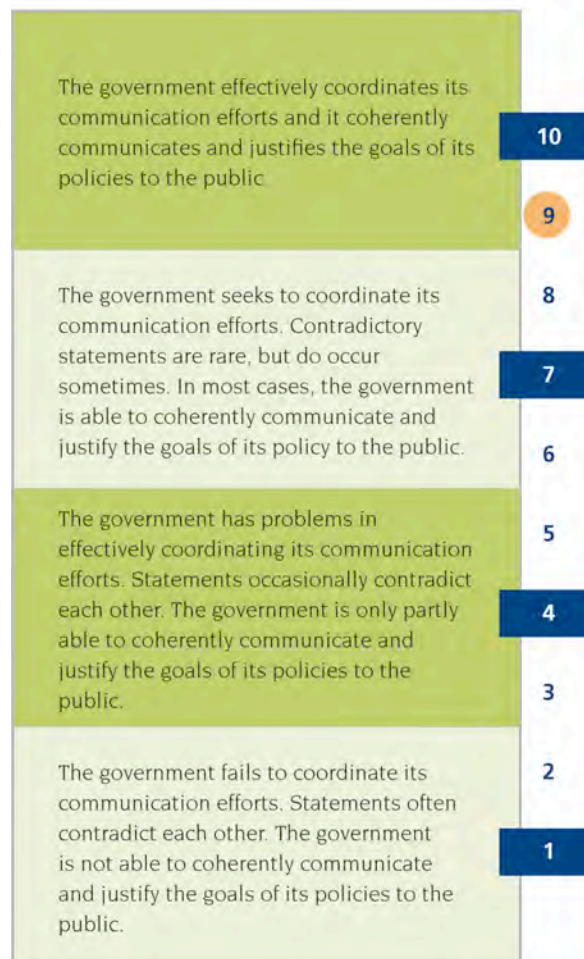 The government effectively coordinates its
communication efforts and it coherently
communicates and justifies the goals of its
policies to the public
10
9
The government seeks to coordinate its
communication efforts. Contradictory
statements are rare, but do occur
sometimes. In most cases, the government
is able to coherently communicate and
justify the goals of its policy to the public.
8
7
6
The government has problems in
effectively coordinating its communication
efforts. Statements occasionally contradict
each other. The government is only partly
able to coherently communicate and
justify the goals of its policies to the
public.
5
4
3
The government fails to coordinate its
communication efforts. Statements often
contradict each other. The government
is not able to coherently communicate
and justify the goals of its policies to the
public.
2
1